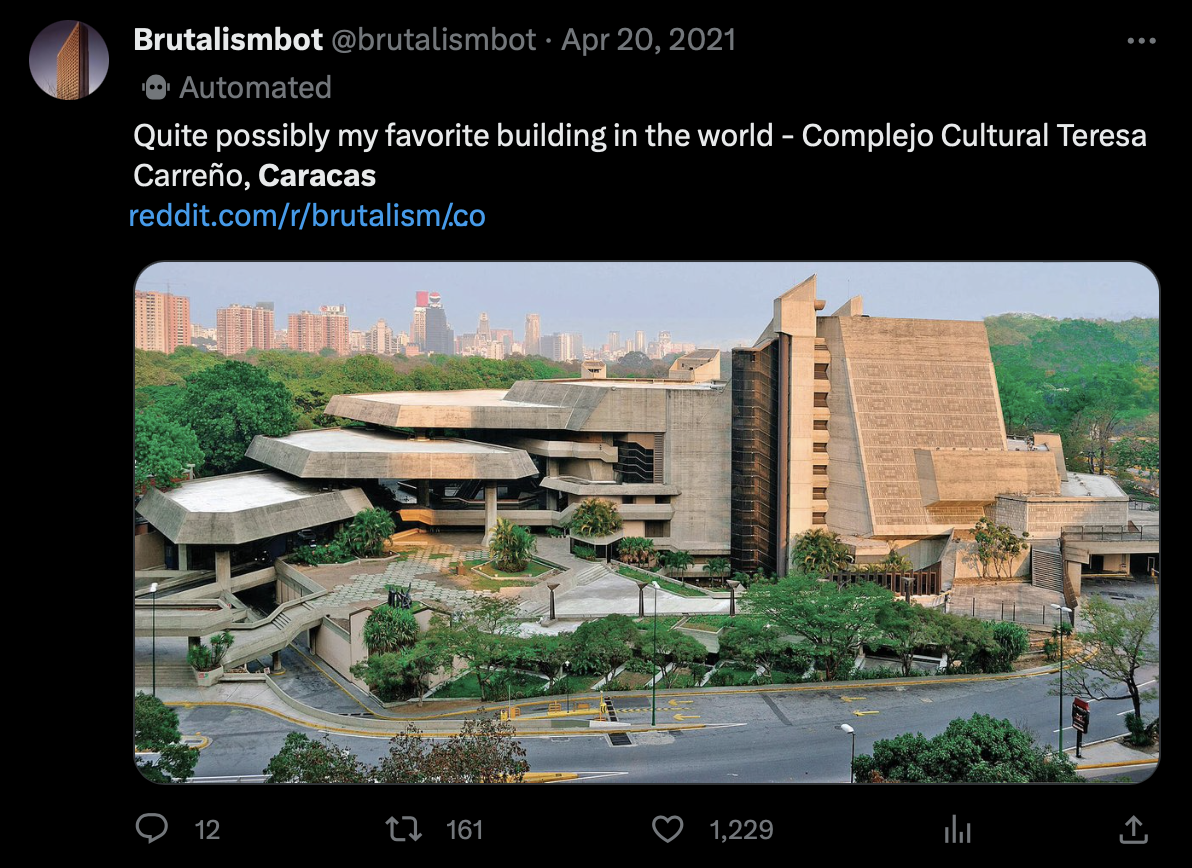 Brutalismbot @brutalismbot · Apr 20, 2021
Automated
Quite possibly my favorite building in the world - Complejo Cultural Teresa
Carreño, Caracas
reddit.com/r/brutalism/.co
12 161 1,229